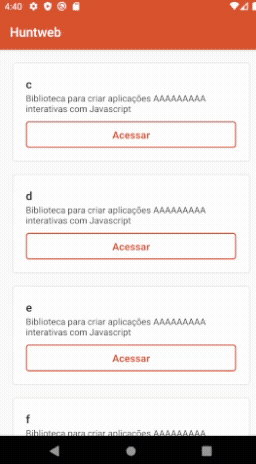 4:40
Huntweb
c
Biblioteca para criar aplicações AAAAAAAAA
interativas com Javascript
Acessar
d
Biblioteca para criar aplicações AAAAAAAAA
interativas com Javascript
Acessar
e
Biblioteca para criar aplicações AAAAAAAAA
interativas com Javascript
Acessar
f
Biblioteca para criar aplicações AAAAAAAAA